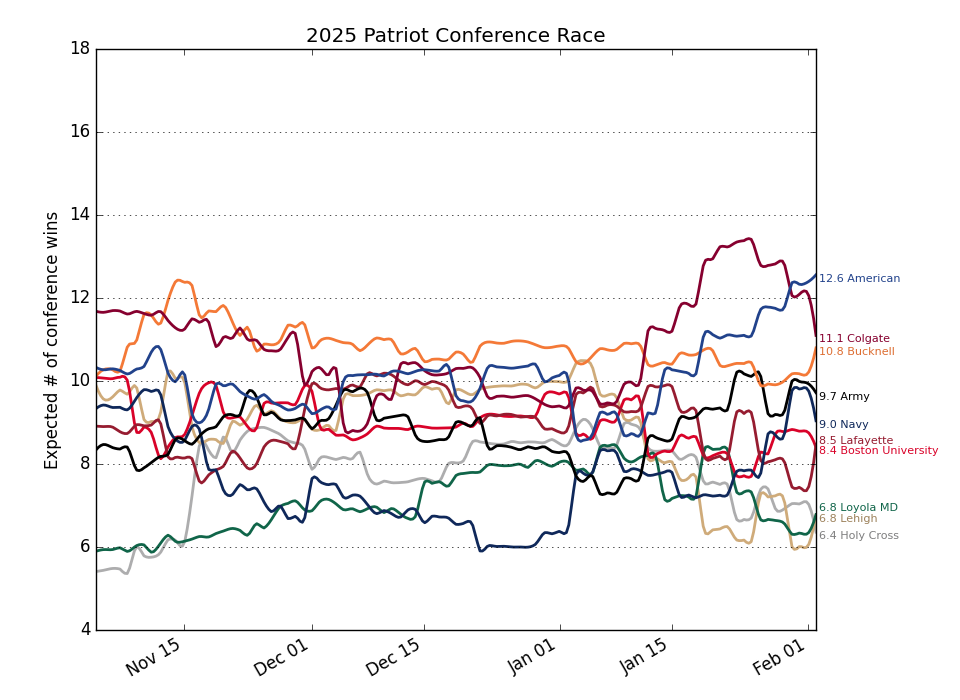 2025 Patriot Conference Race
Expected # of conference wins
18
16
14
12
10
8
6
4
Nov 15
Dec 01
Dec 15
Jan 01
Jan 15
Feb 01
12.6 American
11.1 Colgate
10.8 Bucknell
9.7 Army
9.0 Navy
8.5 Lafayette
8.4 Boston University
6.8 Loyola MD
6.8 Lehigh
6.4 Holy Cross